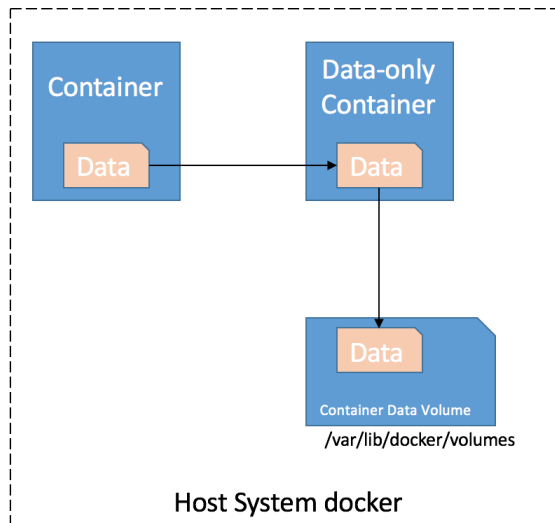 Container
Data
Data-only
Container
Data
Data
Container Data Volume
/var/lib/docker/volumes
Host System docker